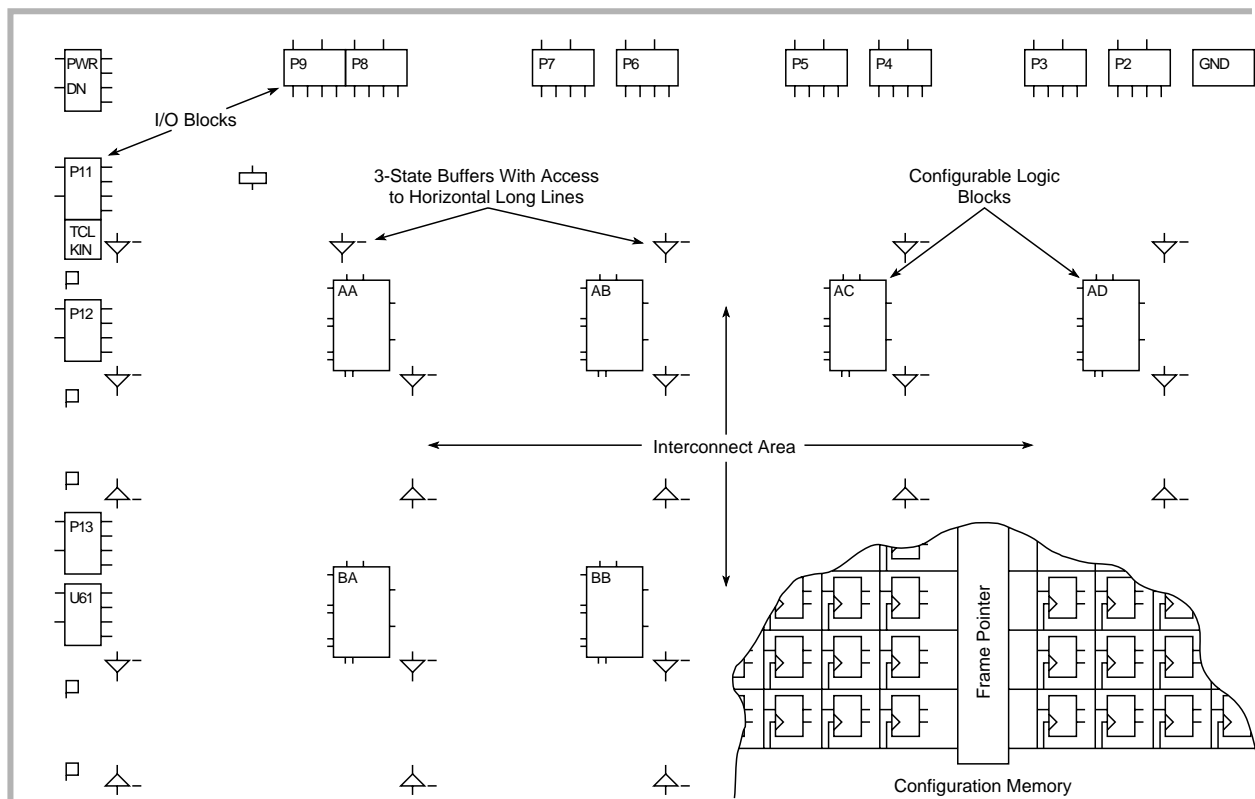 PWR
DN
P9
P8
P7
P6
P5
P4
P3
P2
GND
I/O Blocks
P11
3-State Buffers With Access
to Horizontal Long Lines
Configurable Logic
Blocks
TCL
KIN
AA
AB
AC
AD
P12
Interconnect Area
P13
BA
BB
U61
Frame Pointer
Configuration Memory